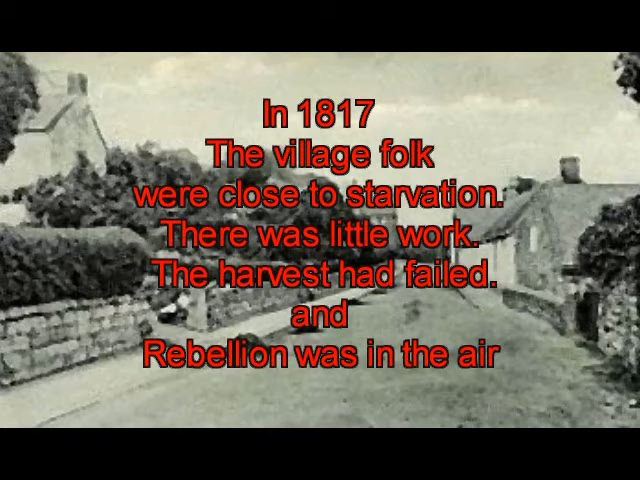 In 1817
The village folk
were close to starvation.
There was little work.
The harvest had failed.
and
Rebellion was in the air